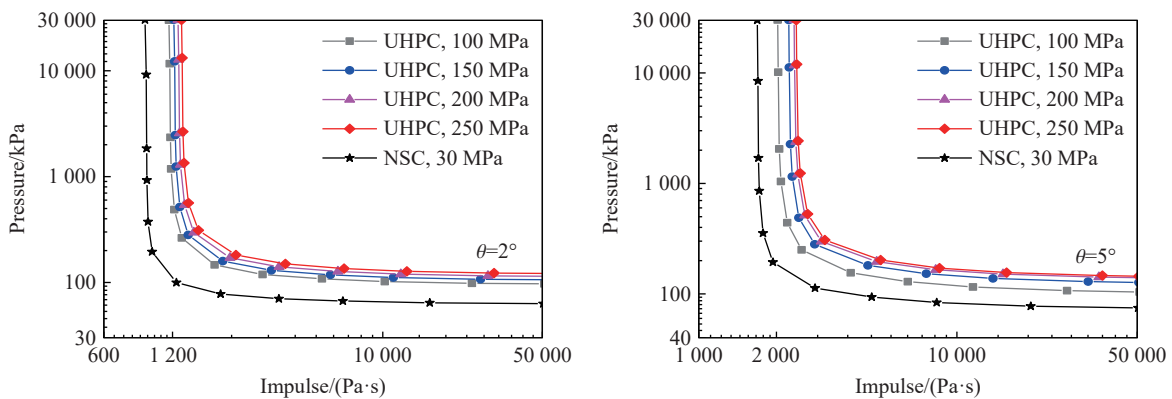 30 000
10 000
1 000
100
30
Pressure/kPa
UHPC, 100 MPa
UHPC, 150 MPa
UHPC, 200 MPa
UHPC, 250 MPa
NSC, 30 MPa
θ=2°
600
1 200
10 000
50 000
Impulse/(Pa·s)
30 000
10 000
1 000
100
40
Pressure/kPa
UHPC, 100 MPa
UHPC, 150 MPa
UHPC, 200 MPa
UHPC, 250 MPa
NSC, 30 MPa
θ=5°
1 000
2 000
10 000
50 000
Impulse/(Pa·s)